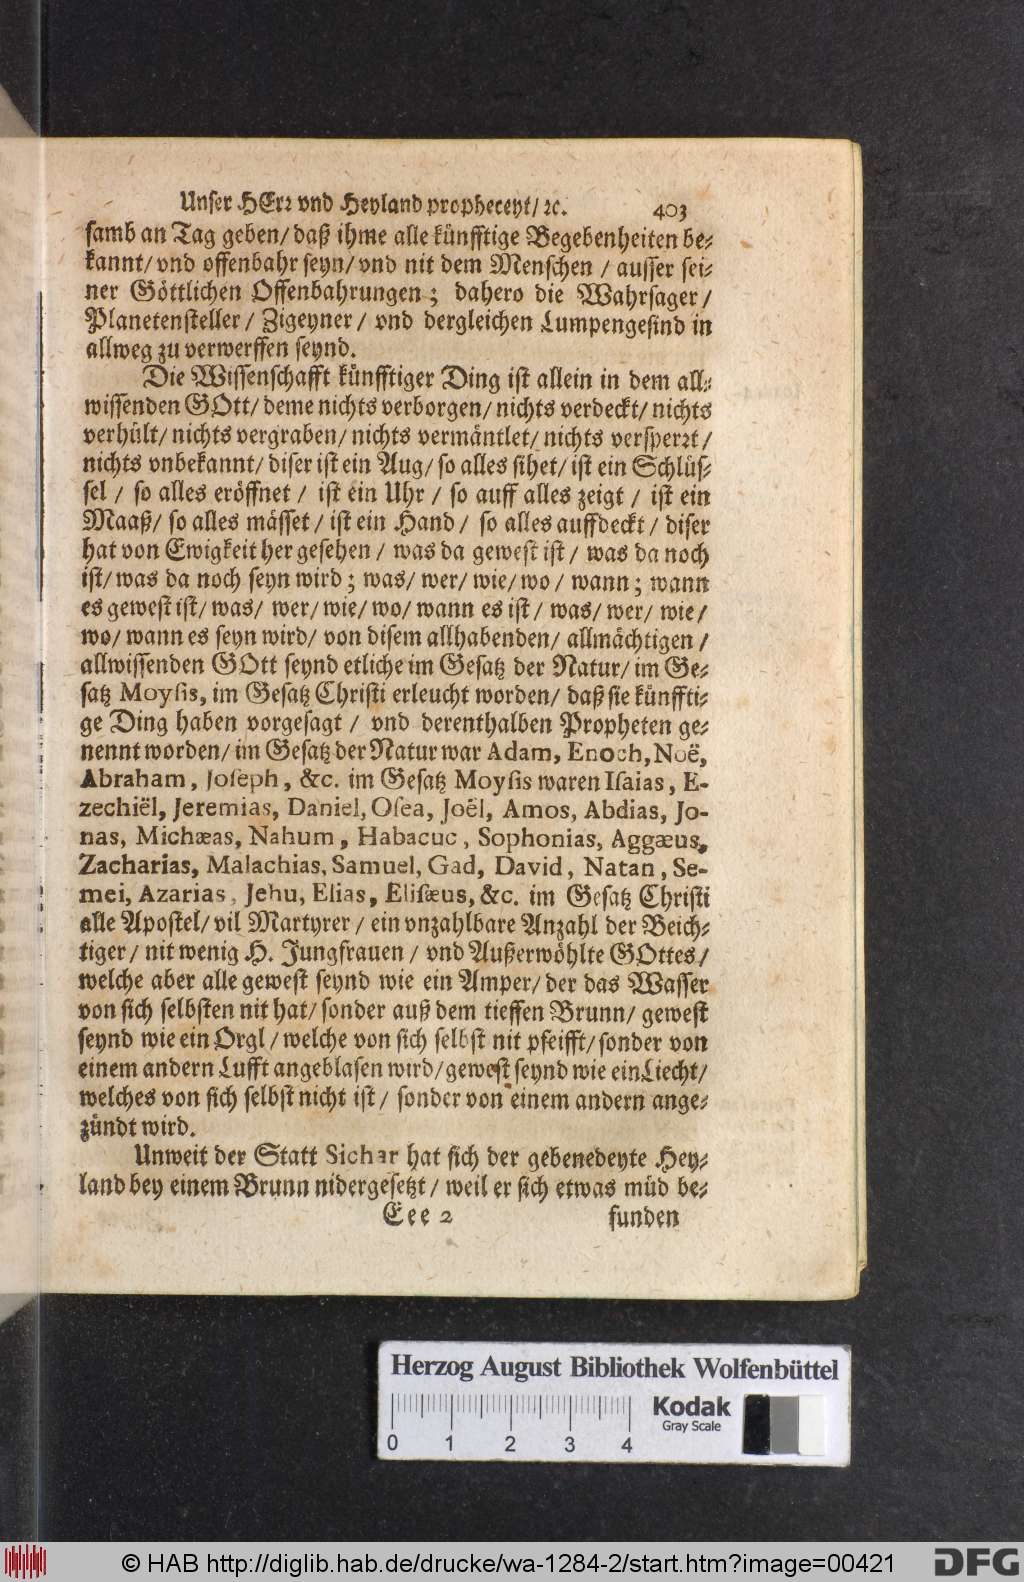 Unser HErꝛ vnd Heyland propheceyt/ ꝛc. 403
samb an Tag geben/ daß ihme alle künfftige Begebenheiten be-
kannt/ vnd offenbahr seyn/ vnd nit dem Menschen / ausser sei-
ner Göttlichen Offenbahrungen; dahero die Wahrsager /
Planetensteller / Zigeyner / vnd dergleichen Lumpengesind in
allweg zu verwerffen seynd.
Die Wissenschafft künfftiger Ding ist allein in dem all-
wissenden GOtt/ deme nichts verborgen/ nichts verdeckt/ nichts
verhült/ nichts vergraben/ nichts vermäntlet/ nichts versperꝛt /
nichts vnbekannt/ diser ist ein Aug/ so alles sihet/ ist ein Schlüs-
sel / so alles eröffnet / ist ein Uhr / so auff alles zeigt / ist ein
Maaß/ so alles mässet / ist ein Hand / so alles auffdeckt / diser
hat von Ewigkeit her gesehen / was da gewest ist / was da noch
ist/ was da noch seyn wird; was/ wer/ wie/ wo / wann; wann
es gewest ist/ was/ wer/ wie/ wo/ wann es ist / was/ wer/ wie/
wo/ wann es seyn wird/ von disem allhabenden/ allmächtigen /
allwissenden GOtt seynd etliche im Gesatz der Natur/ im Ge-
satz Moysis, im Gesatz Christi erleucht worden/ daß sie künffti-
ge Ding haben vorgesagt / vnd derenthalben Propheten ge-
nennt worden/ im Gesatz der Natur war Adam, Enoch, Noë,
Abraham, Joseph, &c. im Gesatz Moysis waren Isaias, E-
zechiël, Jeremias, Daniel, Osea, Joël, Amos, Abdias, Jo-
nas, Michæas, Nahum, Habacuc, Sophonias, Aggæus,
Zacharias, Malachias, Samuel, Gad, David, Natan, Se-
mei, Azarias, Jehu, Elias, Elisæus, &c. im Gesatz Christi
alle Apostel/ vil Martyrer / ein vnzahlbare Anzahl der Beich-
tiger / nit wenig H. Jungfrauen / vnd Außerwöhlte GOttes/
welche aber alle gewest seynd wie ein Amper/ der das Wasser
von sich selbsten nit hat/ sonder auß dem tieffen Brunn/ gewest
seynd wie ein Orgl / welche von sich selbst nit pfeifft/ sonder von
einem andern Lufft angeblasen wird/ gewest seynd wie ein Liecht/
welches von sich selbst nicht ist / sonder von einem andern ange-
zündt wird.
Unweit der Statt Sichar hat sich der gebenedeyte Hey-
land bey einem Brunn nidergesetzt / weil er sich etwas müd be-
Eee 2 funden
Herzog August Bibliothek Wolfenbüttel
Kodak
Gray Scale
0 1 2 3 4
© HAB http://diglib.hab.de/drucke/wa-1284-2/start.htm?image=00421
DFG